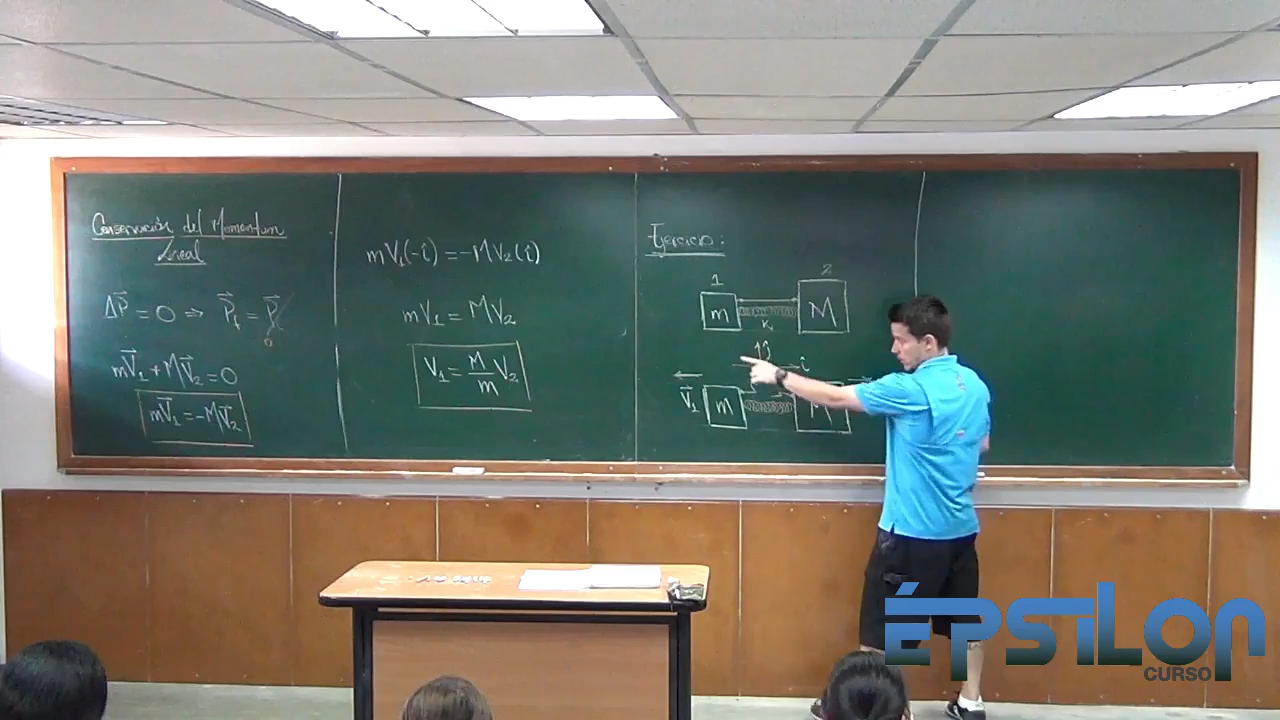 Conservación del Momentum
Lineal
ΔP⃗ = 0 ⇒ P⃗f = P⃗i
0
mV⃗1 + MV⃗2 = 0
mV⃗1 = -MV⃗2
mV1(-i) = -MV2(i)
mV1 = MV2
V1 = M/m V2
Ejercicio:
1 2
m M
K
ĵ
î
V⃗1 m M
ÉPSILON
CURSO